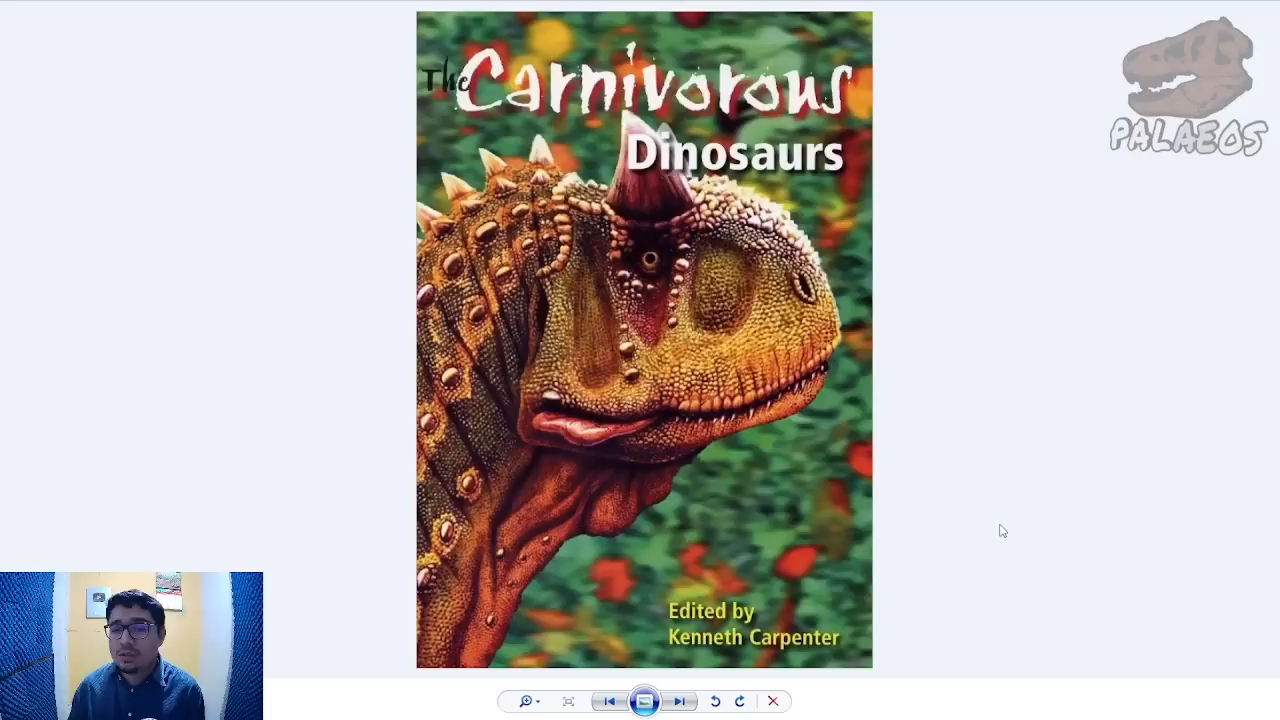 The Carnivorous
Dinosaurs
Edited by
Kenneth Carpenter
PALAEOS